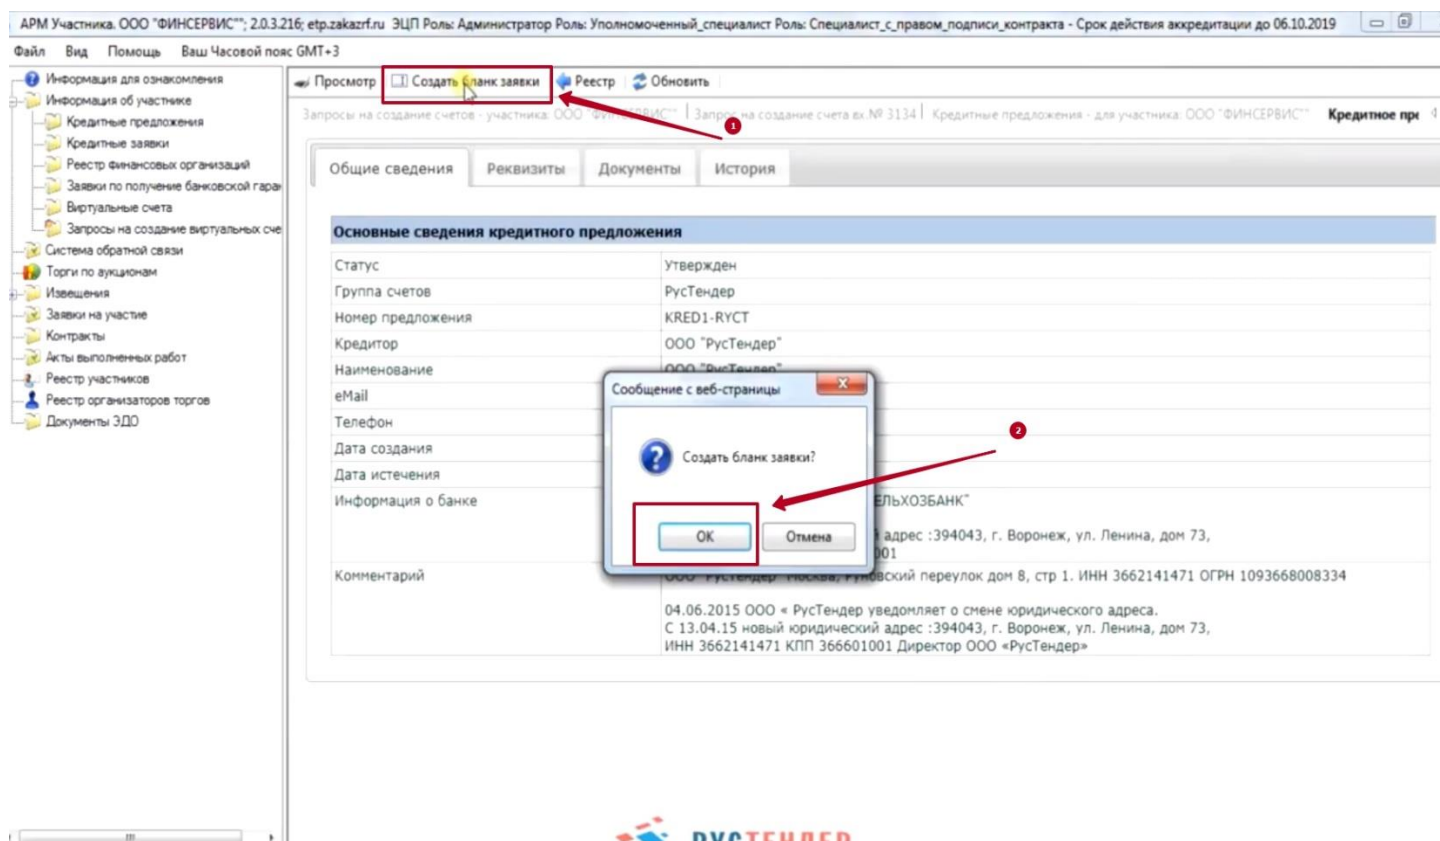 АРМ Участника. ООО "ФИНСЕРВИС""; 2.0.3.216; etp.zakazrf.ru ЭЦП Роль: Администратор Роль: Уполномоченный_специалист Роль: Специалист_с_правом_подписи_контракта - Срок действия аккредитации до 06.10.2019
Файл Вид Помощь Ваш Часовой пояс GMT+3
Просмотр Создать бланк заявки Реестр Обновить
Запросы на создание счетов - участника: ООО "ФИНСЕРВИС"" Запрос на создание счета вх.№ 3134 Кредитные предложения - для участника: ООО "ФИНСЕРВИС"" Кредитное пре
1
Информация для ознакомления
Информация об участнике
Кредитные предложения
Кредитные заявки
Реестр финансовых организаций
Заявки по получение банковской гаран
Виртуальные счета
Запросы на создание виртуальных сче
Система обратной связи
Торги по аукционам
Извещения
Заявки на участие
Контракты
Акты выполненных работ
Реестр участников
Реестр организаторов торгов
Документы ЭДО
Общие сведения Реквизиты Документы История
Основные сведения кредитного предложения
Статус Утвержден
Группа счетов РусТендер
Номер предложения KRED1-RYCT
Кредитор ООО "РусТендер"
Наименование ООО "РусТендер"
eMail
Телефон
Дата создания
Дата истечения
Информация о банке ЕЛЬХОЗБАНК"
адрес :394043, г. Воронеж, ул. Ленина, дом 73,
001
Сообщение с веб-страницы
2
Создать бланк заявки?
ОК Отмена
Комментарий ООО "РусТендер" Москва, Руновский переулок дом 8, стр 1. ИНН 3662141471 ОГРН 1093668008334
04.06.2015 ООО « РусТендер уведомляет о смене юридического адреса.
С 13.04.15 новый юридический адрес :394043, г. Воронеж, ул. Ленина, дом 73,
ИНН 3662141471 КПП 366601001 Директор ООО «РусТендер»
РУСТЕНДЕР